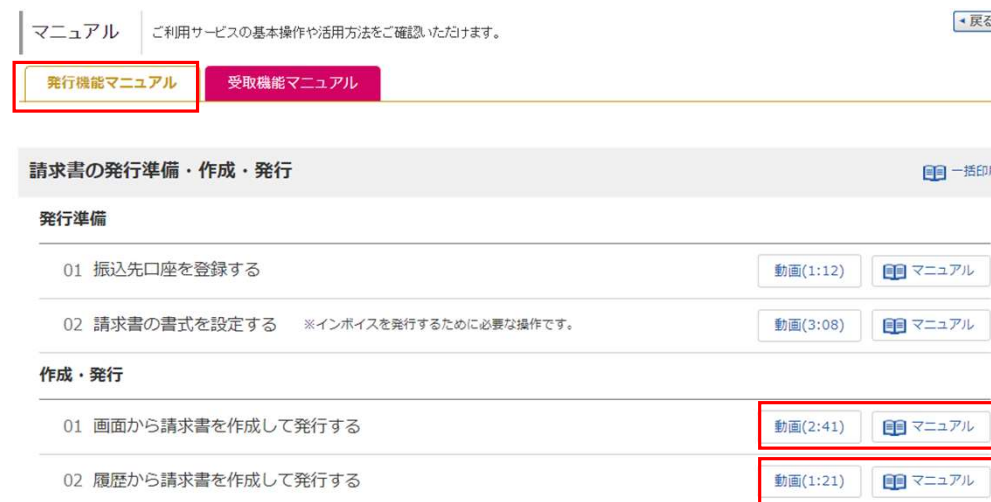 マニュアル ご利用サービスの基本操作や活用方法をご確認いただけます。 戻る
発行機能マニュアル 受取機能マニュアル
請求書の発行準備・作成・発行 一括印
発行準備
01 振込先口座を登録する 動画(1:12) マニュアル
02 請求書の書式を設定する ※インボイスを発行するために必要な操作です。 動画(3:08) マニュアル
作成・発行
01 画面から請求書を作成して発行する 動画(2:41) マニュアル
02 履歴から請求書を作成して発行する 動画(1:21) マニュアル